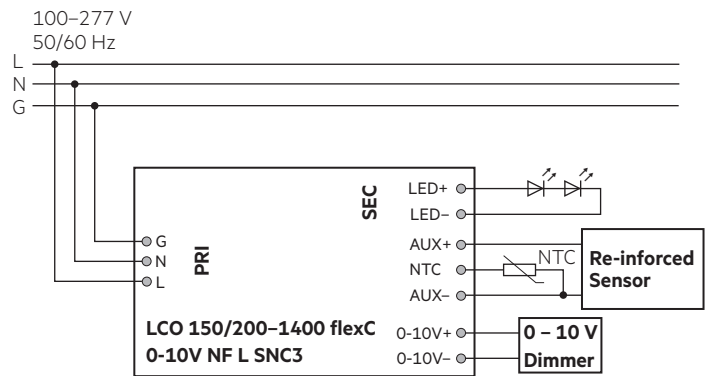 100–277 V
50/60 Hz
L
N
G
SEC
LED+
LED–
G
N
L
PRI
AUX+
NTC
AUX–
NTC
Re-inforced
Sensor
LCO 150/200–1400 flexC
0-10V NF L SNC3
0-10V+
0-10V–
0 – 10 V
Dimmer